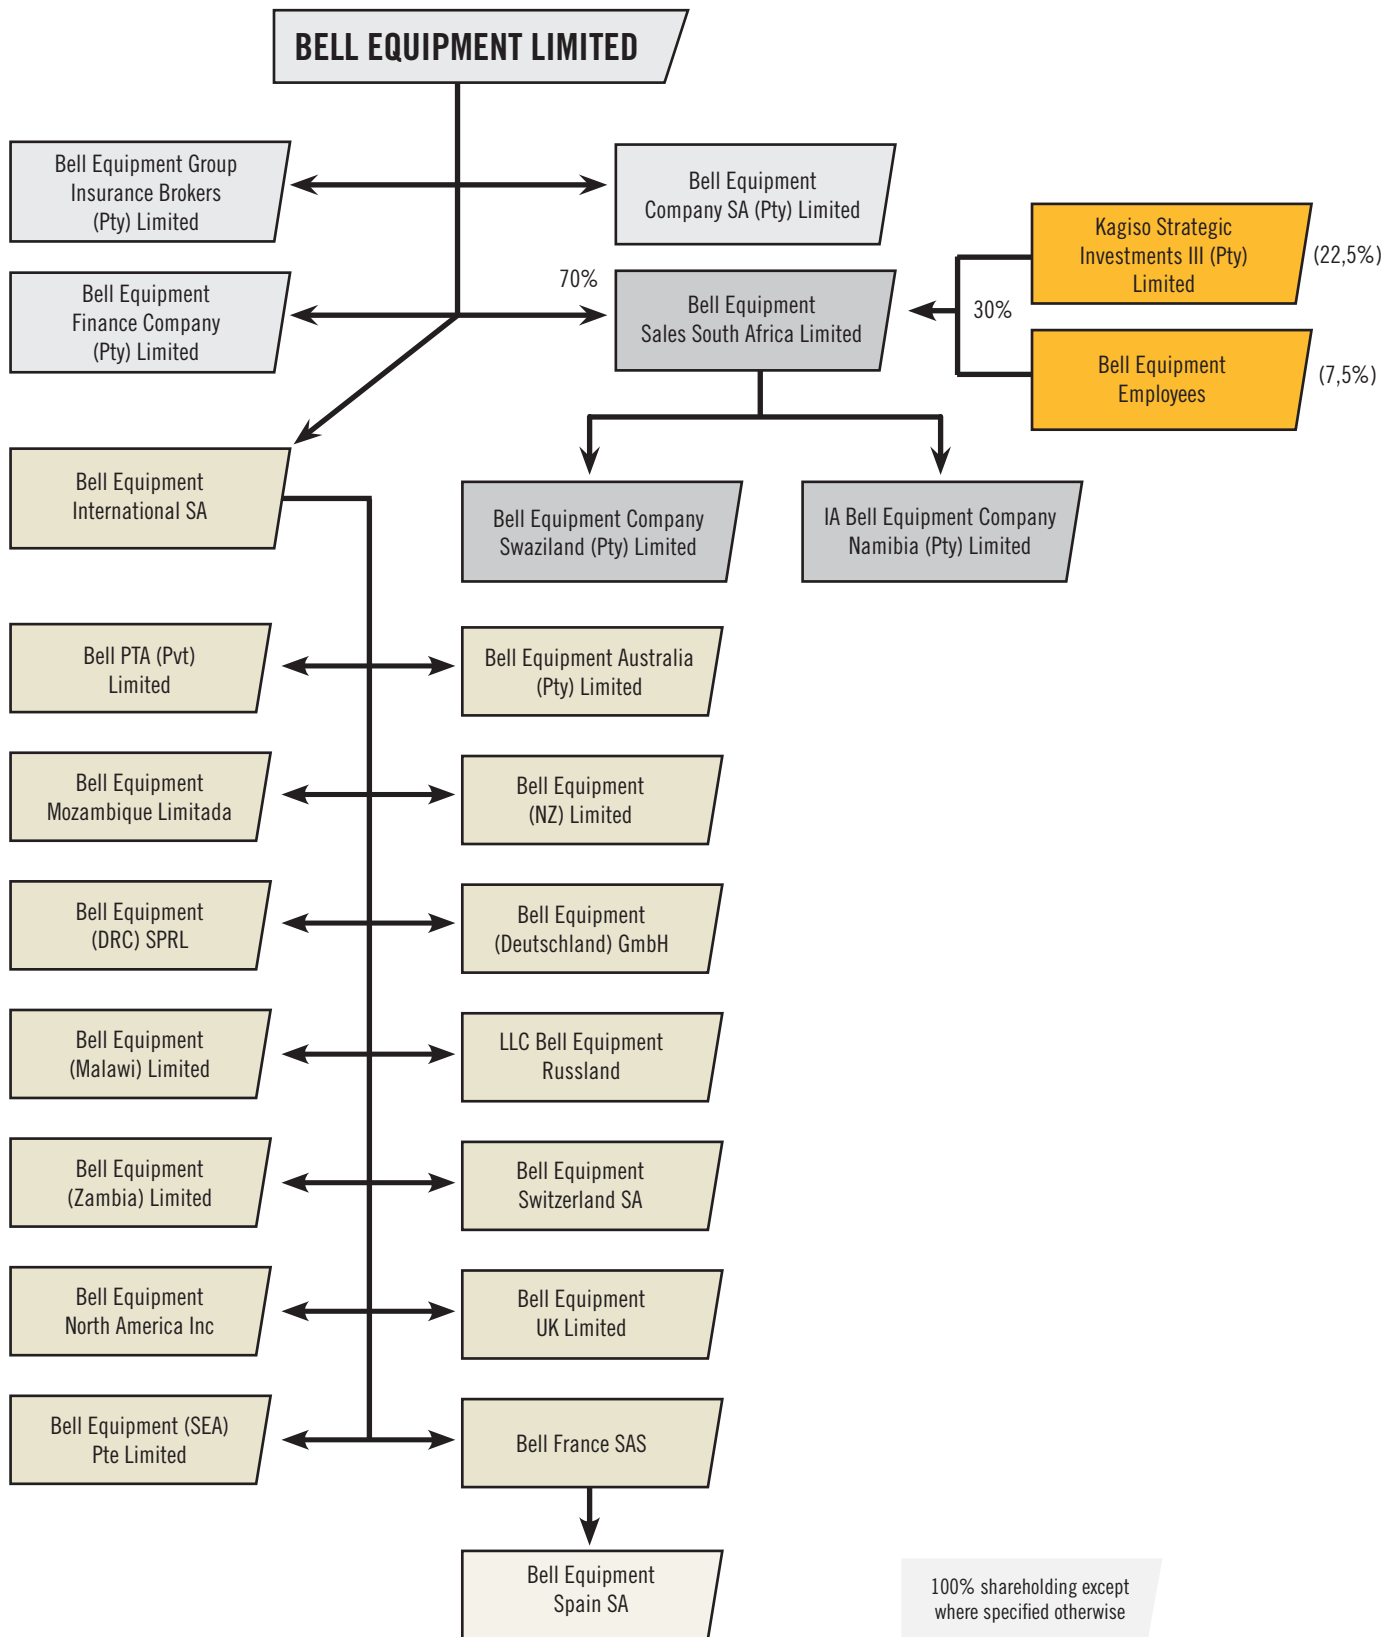 BELL EQUIPMENT LIMITED
Bell Equipment Group
Insurance Brokers
(Pty) Limited
Bell Equipment
Company SA (Pty) Limited
Kagiso Strategic
Investments III (Pty)
Limited
(22,5%)
Bell Equipment
Finance Company
(Pty) Limited
70%
Bell Equipment
Sales South Africa Limited
30%
Bell Equipment
Employees
(7,5%)
Bell Equipment
International SA
Bell Equipment Company
Swaziland (Pty) Limited
IA Bell Equipment Company
Namibia (Pty) Limited
Bell PTA (Pvt)
Limited
Bell Equipment Australia
(Pty) Limited
Bell Equipment
Mozambique Limitada
Bell Equipment
(NZ) Limited
Bell Equipment
(DRC) SPRL
Bell Equipment
(Deutschland) GmbH
Bell Equipment
(Malawi) Limited
LLC Bell Equipment
Russland
Bell Equipment
(Zambia) Limited
Bell Equipment
Switzerland SA
Bell Equipment
North America Inc
Bell Equipment
UK Limited
Bell Equipment (SEA)
Pte Limited
Bell France SAS
Bell Equipment
Spain SA
100% shareholding except
where specified otherwise